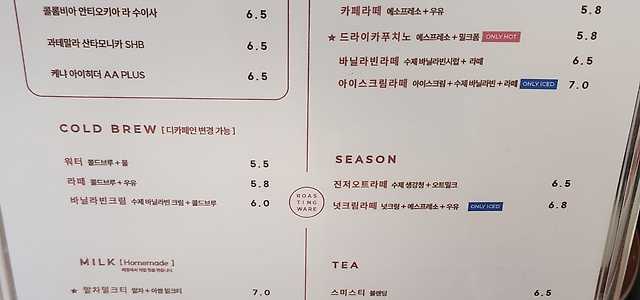 콜롬비아 안티오키아 라 수이사 6.5
과테말라 산타모니카 SHB 6.5
케냐 아이히더 AA PLUS 6.5
COLD BREW [ 디카페인 변경 가능 ]
워터 콜드브루 + 물 5.5
라떼 콜드브루 + 우유 5.8
바닐라빈크림 수제 바닐라빈 크림 + 콜드브루 6.0
MILK [ Homemade ]
매장에서 직접 만듭니다.
★ 말차밀크티 말차 + 아쌈 밀크티 7.0
카페라떼 에스프레소 + 우유 5.8
★ 드라이카푸치노 에스프레소 + 밀크폼 ONLY HOT 5.8
바닐라빈라떼 수제 바닐라빈시럽 + 라떼 6.5
아이스크림라떼 아이스크림 + 수제 바닐라빈 + 라떼 ONLY ICED 7.0
ROAS
TING
WARE
SEASON
진저오트라떼 수제 생강청 + 오트밀크 6.5
넛크림라떼 넛크림 + 에스프레소 + 우유 ONLY ICED 6.8
TEA
스미스티 블렌딩 6.5